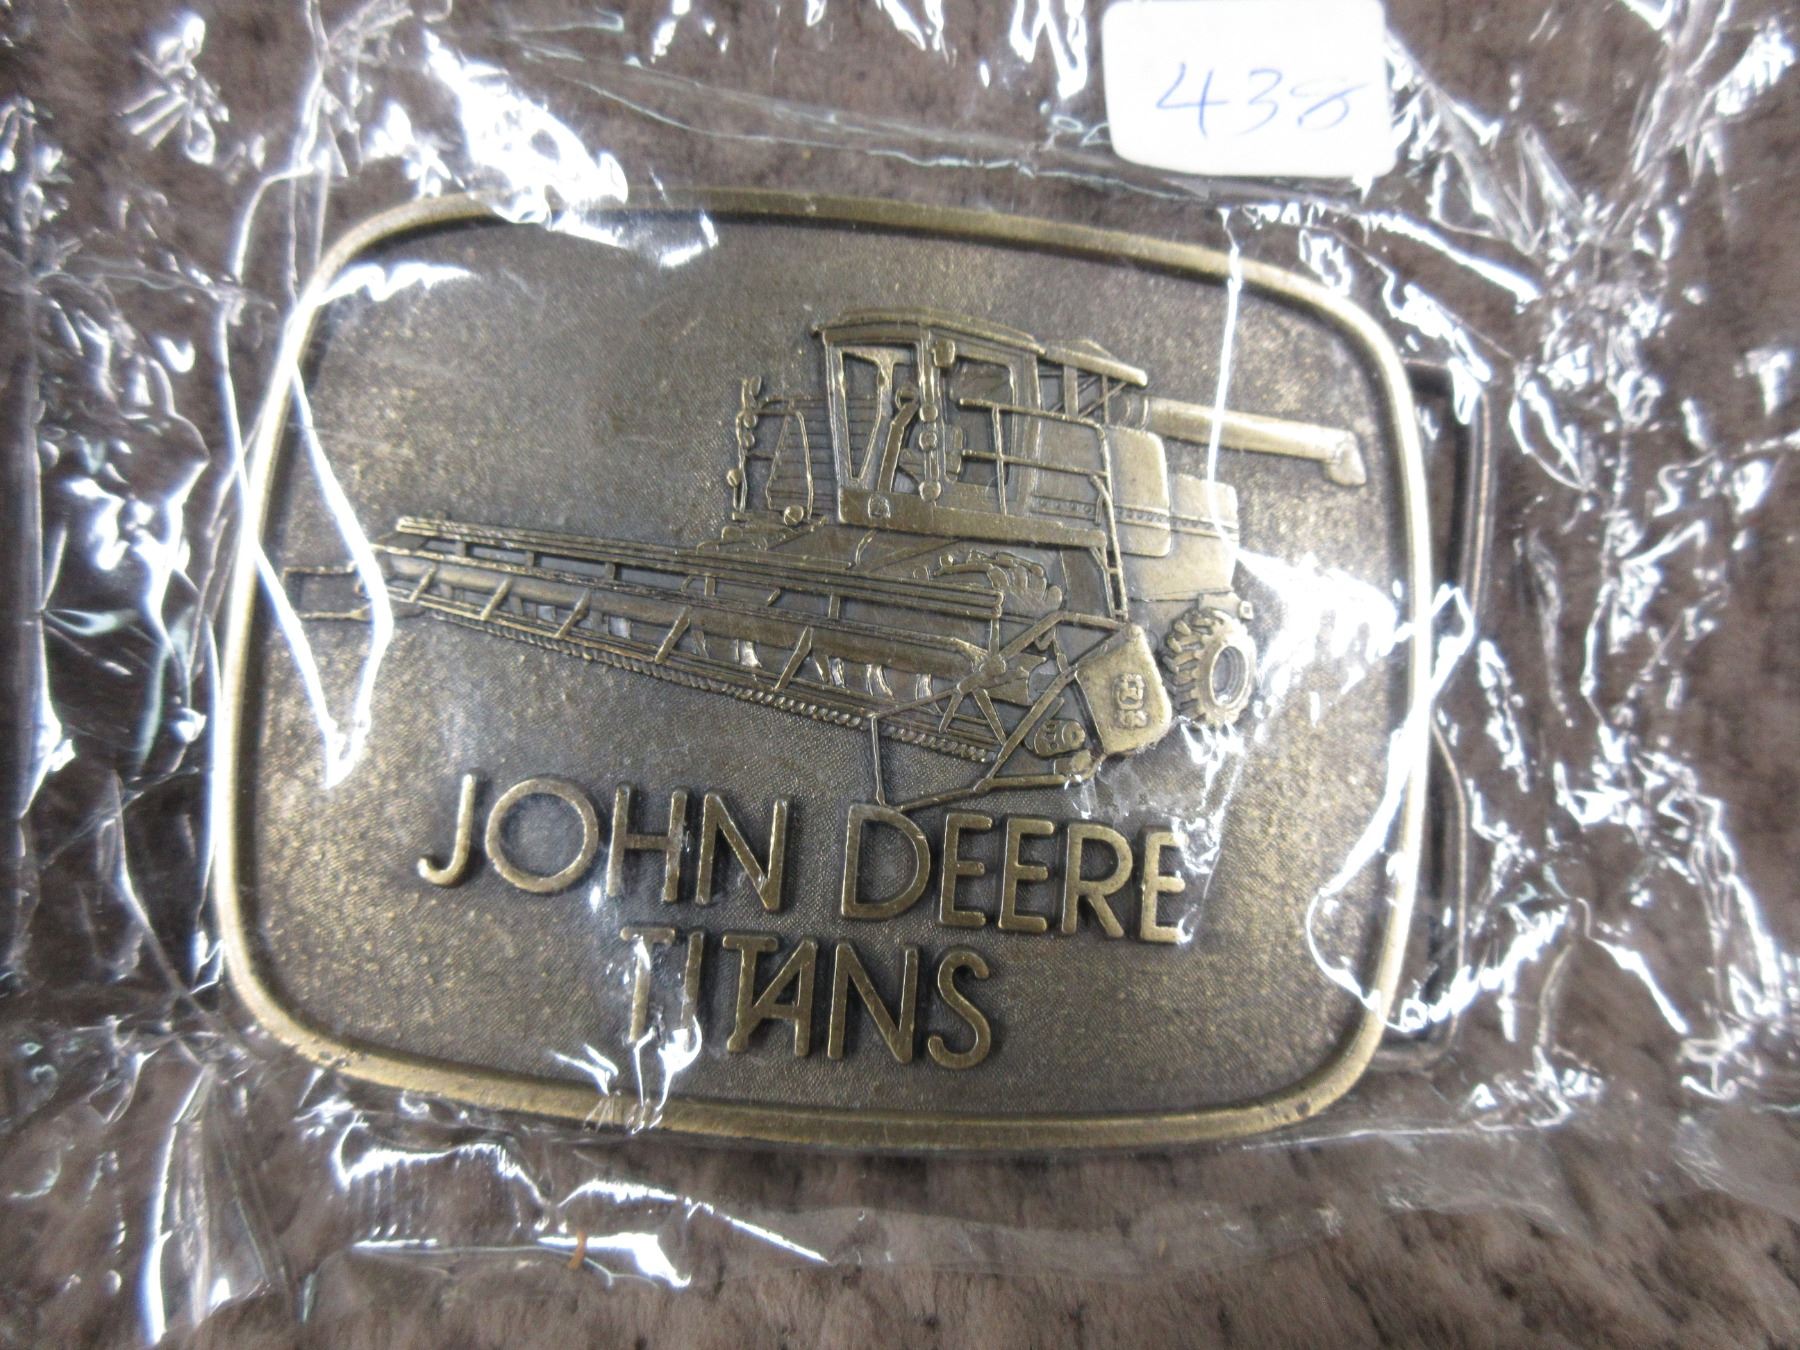 438
JOHN DEERE
TITANS